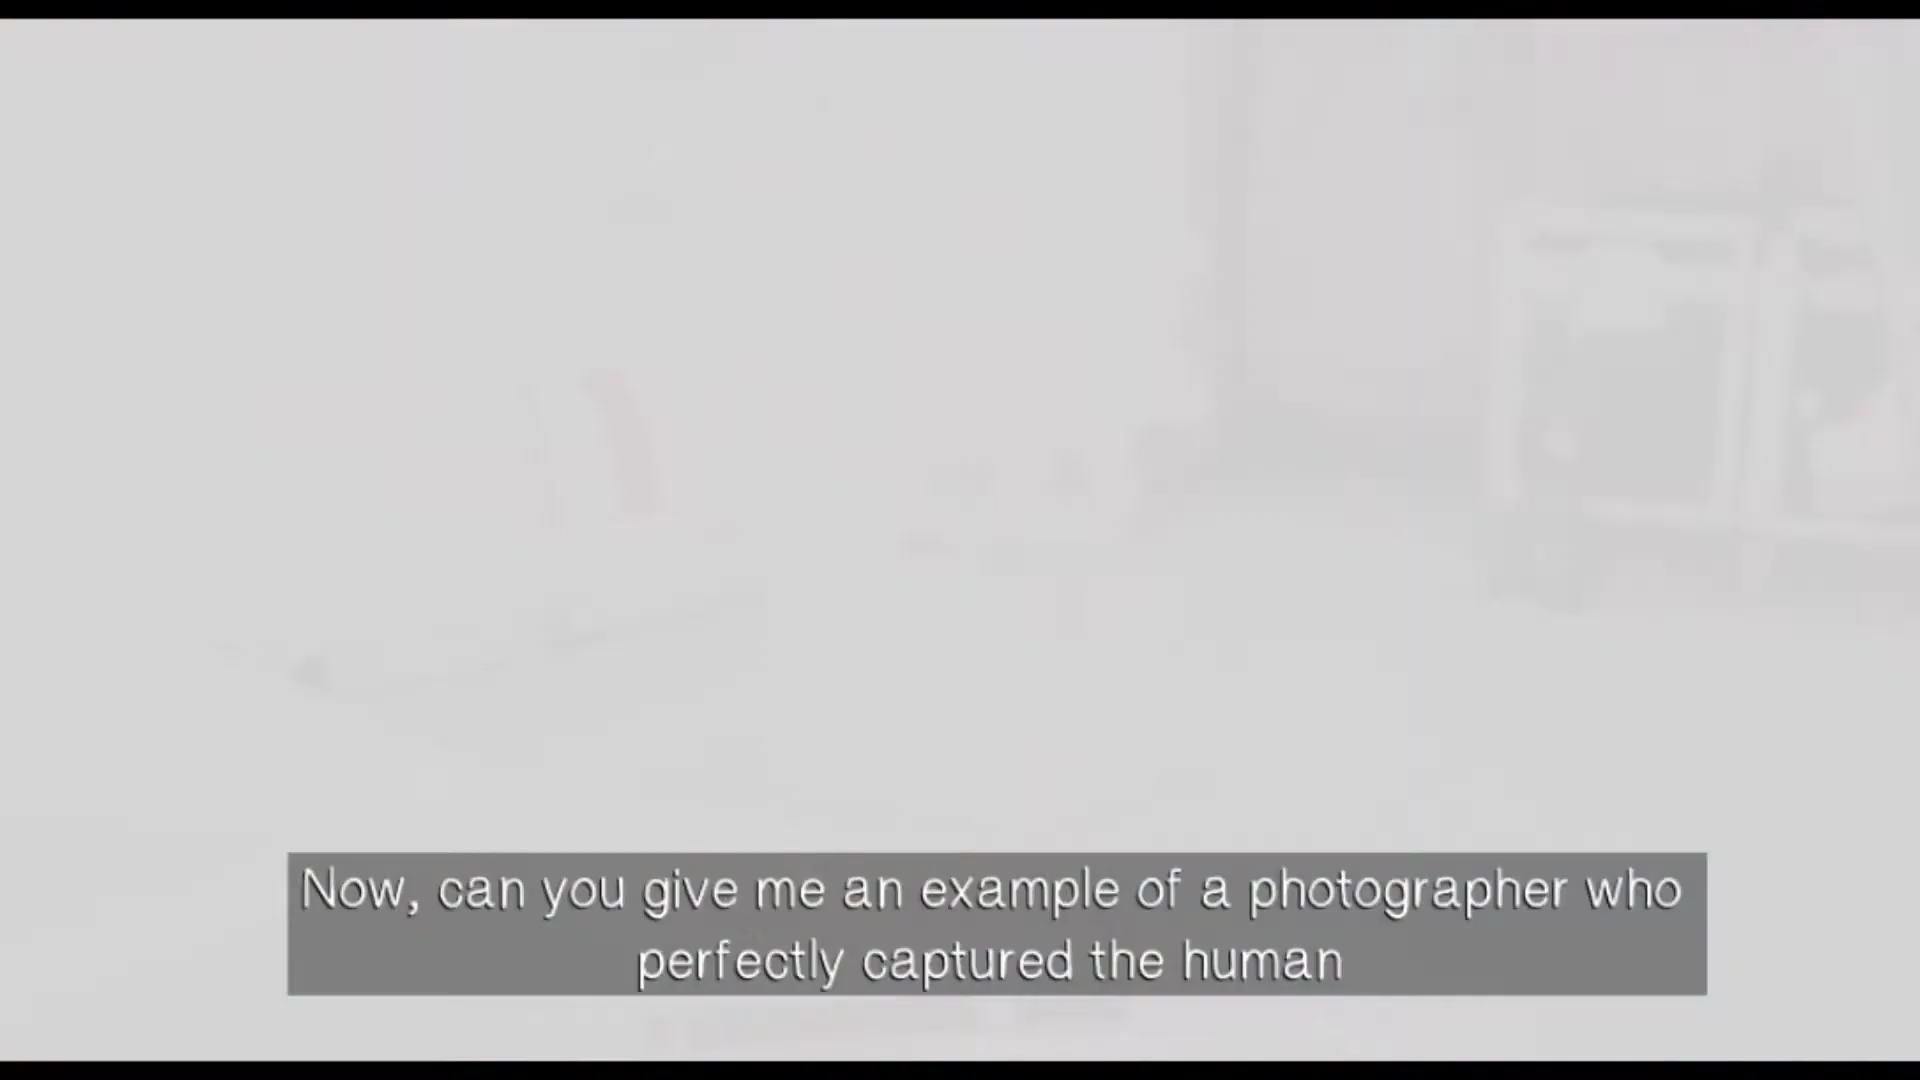 Now, can you give me an example of a photographer who
perfectly captured the human